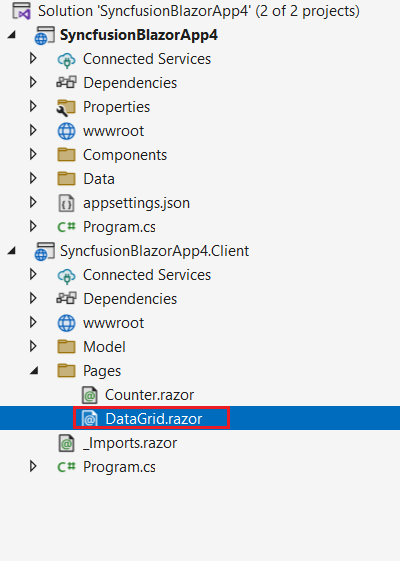 Solution 'SyncfusionBlazorApp4' (2 of 2 projects)
SyncfusionBlazorApp4
Connected Services
Dependencies
Properties
wwwroot
Components
Data
appsettings.json
C# Program.cs
SyncfusionBlazorApp4.Client
Connected Services
Dependencies
wwwroot
Model
Pages
Counter.razor
DataGrid.razor
_Imports.razor
C# Program.cs